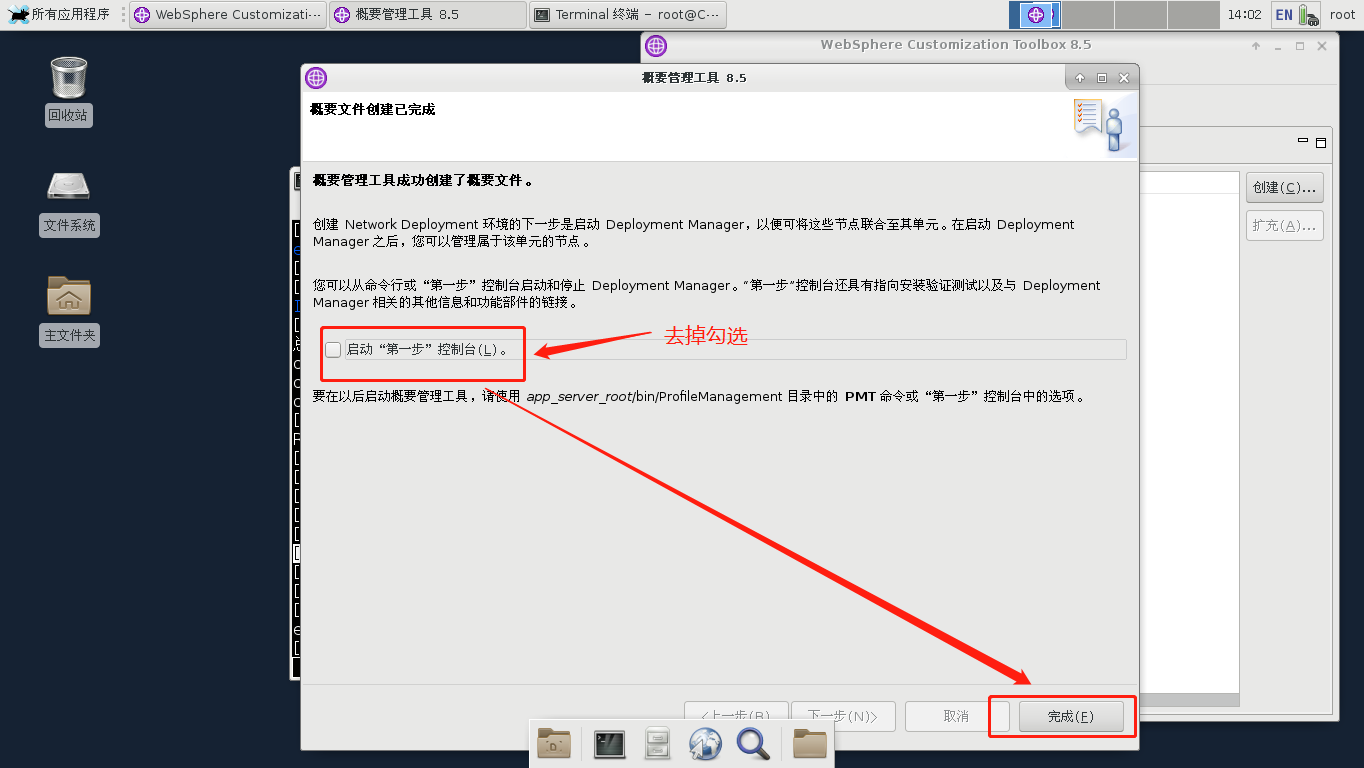 所有应用程序
WebSphere Customizati···
概要管理工具 8.5
Terminal 终端 – root@C···
14:02
EN
root
WebSphere Customization Toolbox 8.5
回收站
文件系统
主文件夹
概要管理工具 8.5
概要文件创建已完成
概要管理工具成功创建了概要文件。
创建 Network Deployment 环境的下一步是启动 Deployment Manager，以便可将这些节点联合至其单元。在启动 Deployment
Manager 之后，您可以管理属于该单元的节点。
您可以从命令行或“第一步”控制台启动和停止 Deployment Manager。“第一步”控制台还具有指向安装验证测试以及与 Deployment
Manager 相关的其他信息和功能部件的链接。
去掉勾选
启动“第一步”控制台(L)。
要在以后启动概要管理工具，请使用 app_server_root/bin/ProfileManagement 目录中的 PMT 命令或“第一步”控制台中的选项。
创建(C)...
扩充(A)...
<上一步(B)
下一步(N)>
取消
完成(F)